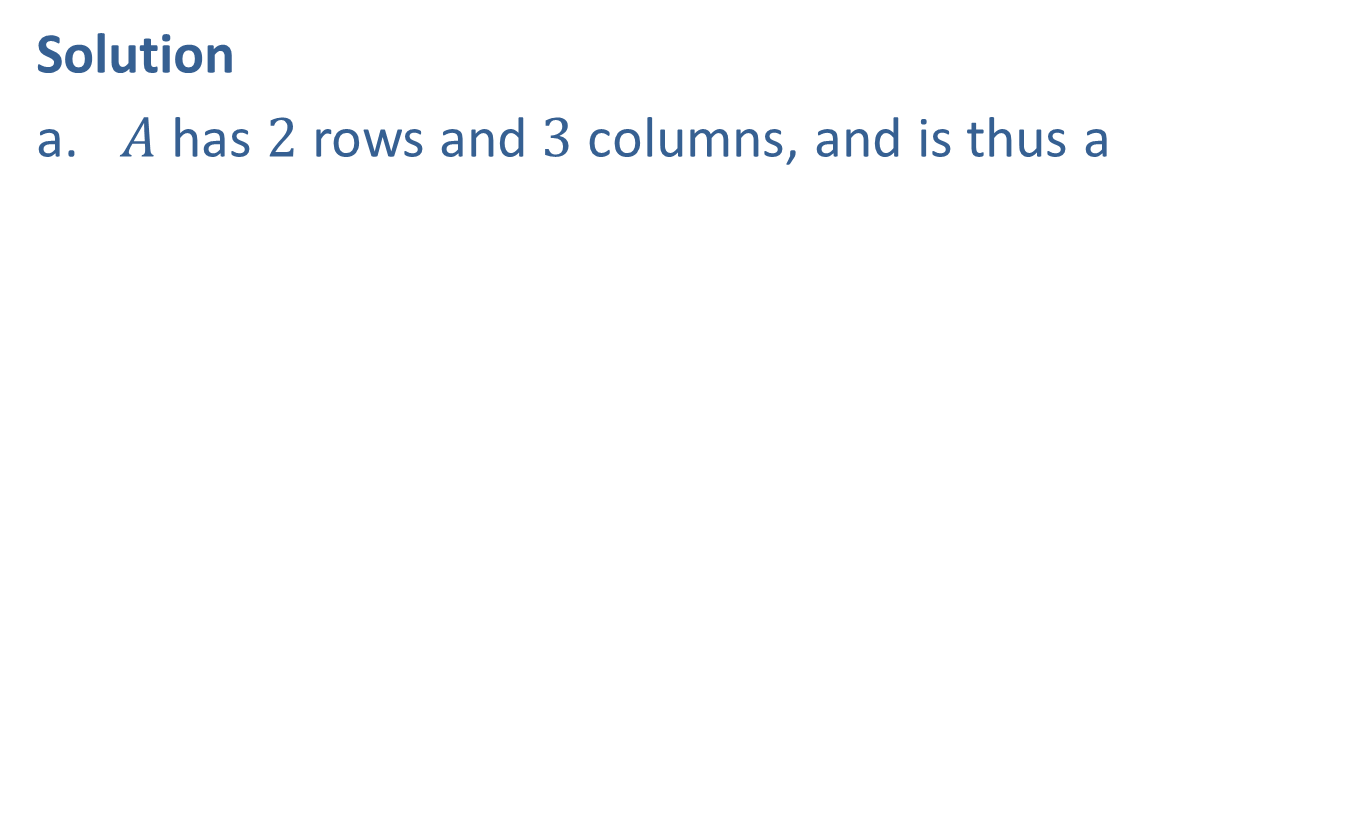 Solution
a. A has 2 rows and 3 columns, and is thus a